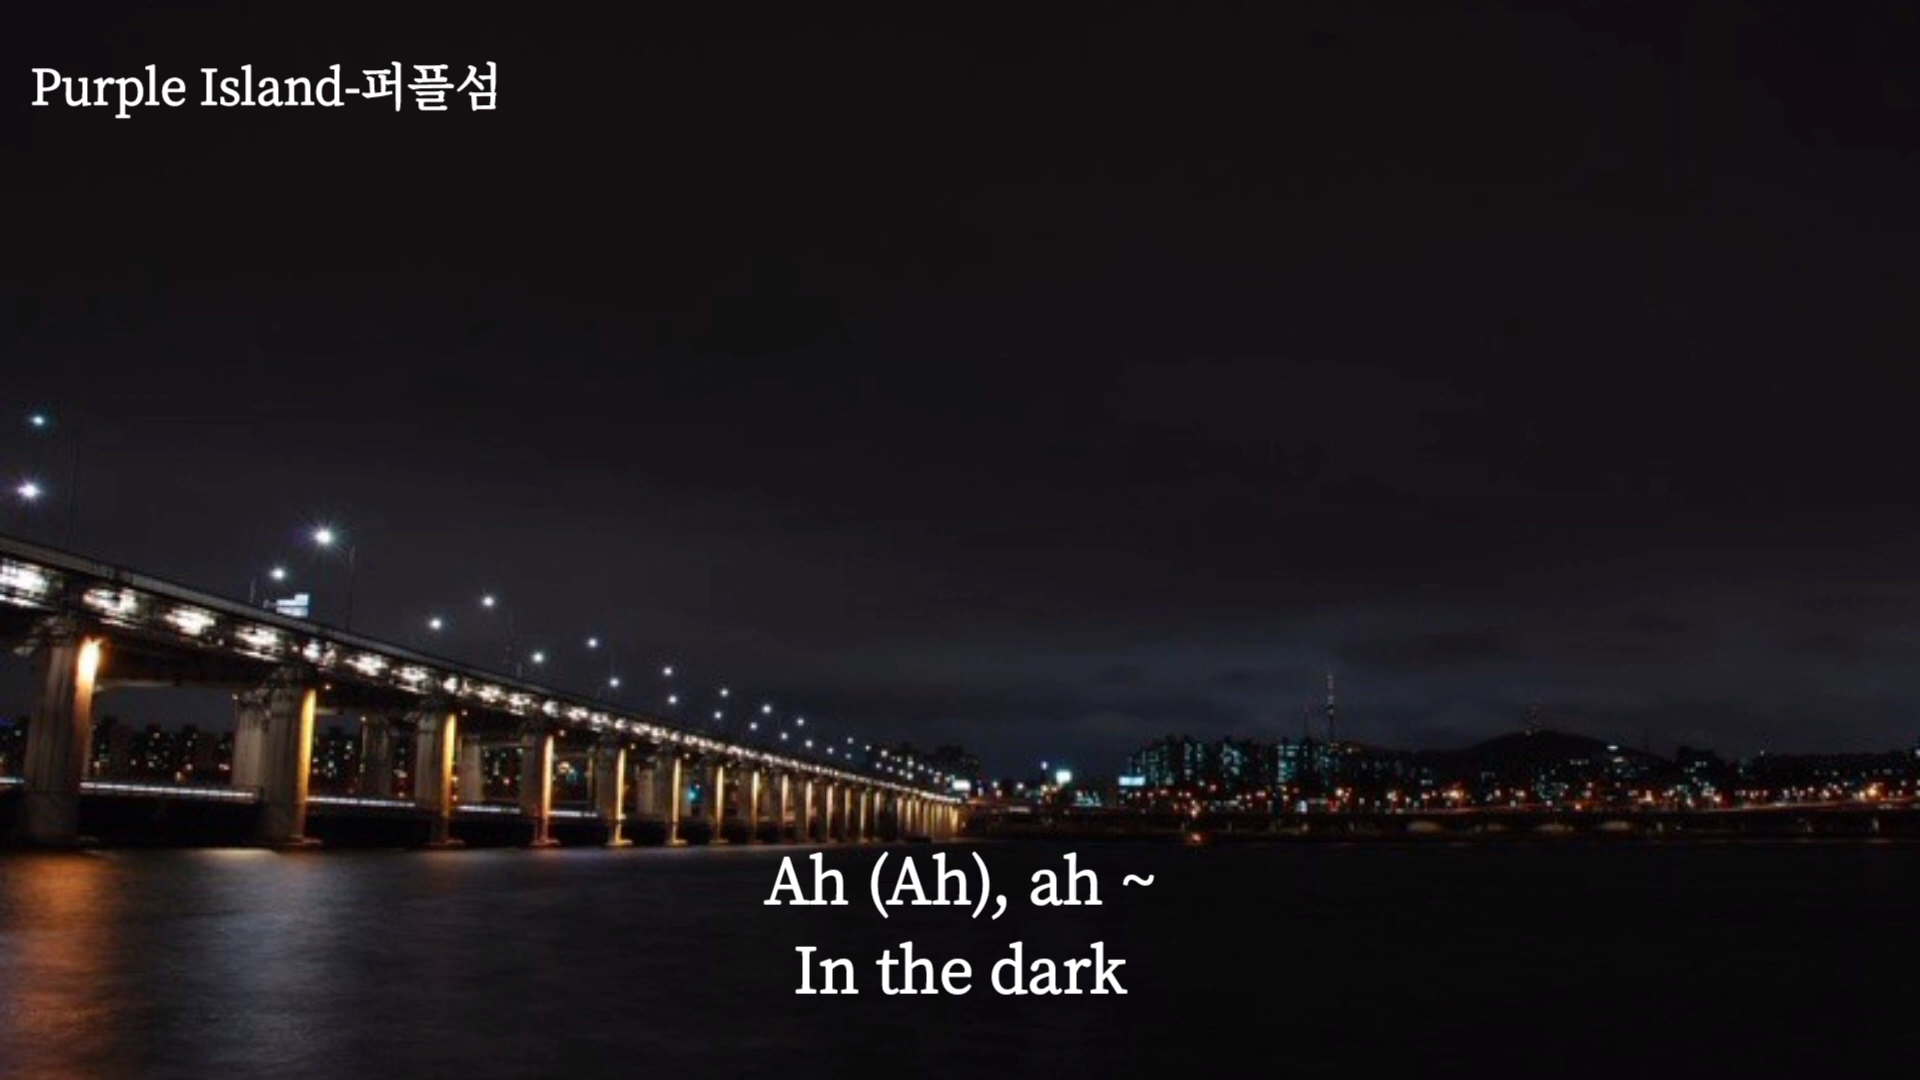 Purple Island-퍼플섬
Ah (Ah), ah ~
In the dark